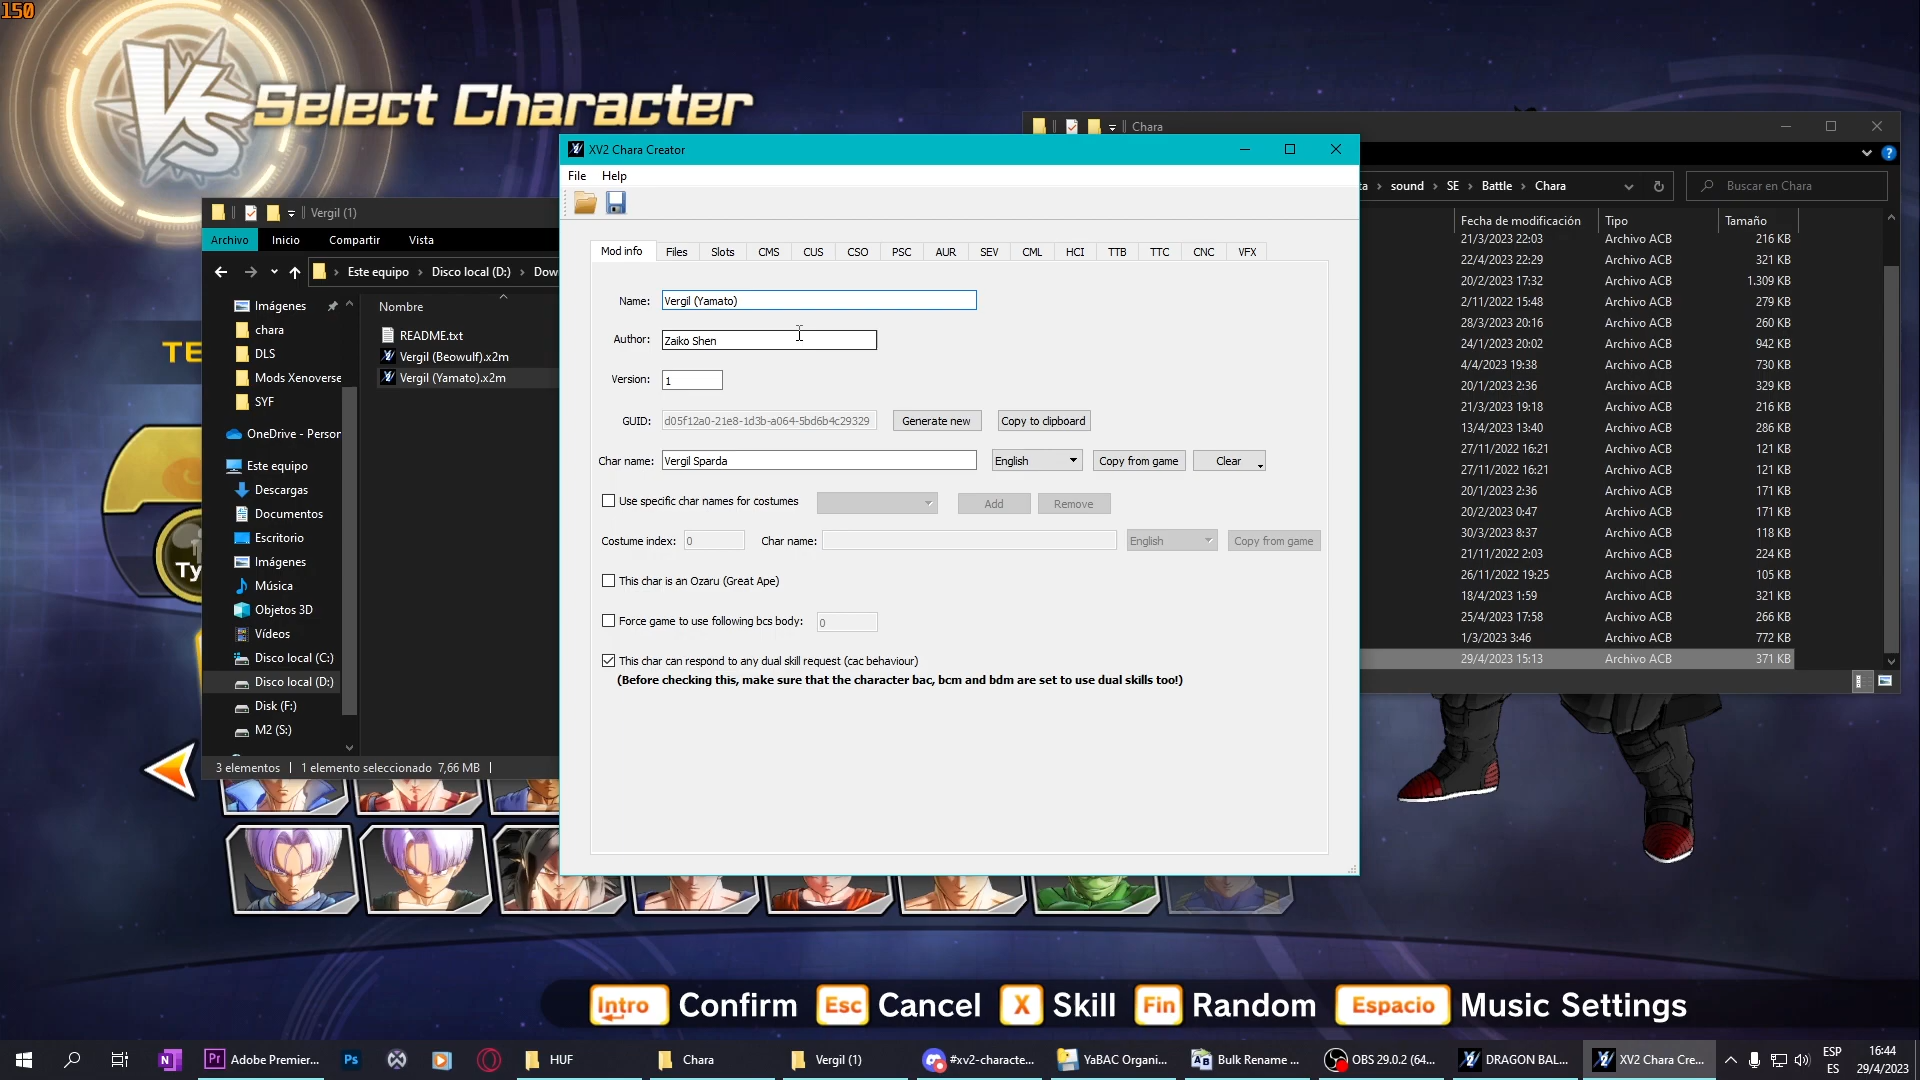 150
VS
Select Character
Chara
XV2 Chara Creator
File Help
ta › sound › SE › Battle › Chara
Buscar en Chara
Vergil (1)
Fecha de modificación Tipo Tamaño
Archivo Inicio Compartir Vista
21/3/2023 22:03 Archivo ACB 216 KB
Mod info Files Slots CMS CUS CSO PSC AUR SEV CML HCI TTB TTC CNC VFX
22/4/2023 22:29 Archivo ACB 321 KB
Este equipo › Disco local (D:) › Dow
20/2/2023 17:32 Archivo ACB 1.309 KB
Imágenes
Nombre
Name: Vergil (Yamato)
2/11/2022 15:48 Archivo ACB 279 KB
chara
README.txt
28/3/2023 20:16 Archivo ACB 260 KB
Author: Zaiko Shen
24/1/2023 20:02 Archivo ACB 942 KB
DLS
Vergil (Beowulf).x2m
4/4/2023 19:38 Archivo ACB 730 KB
Mods Xenoverse
Vergil (Yamato).x2m
Version: 1
20/1/2023 2:36 Archivo ACB 329 KB
SYF
21/3/2023 19:18 Archivo ACB 216 KB
GUID: d05f12a0-21e8-1d3b-a064-5bd6b4c29329 Generate new Copy to clipboard
13/4/2023 13:40 Archivo ACB 286 KB
OneDrive - Person
27/11/2022 16:21 Archivo ACB 121 KB
Este equipo
Char name: Vergil Sparda English Copy from game Clear
27/11/2022 16:21 Archivo ACB 121 KB
Descargas
20/1/2023 2:36 Archivo ACB 171 KB
Documentos
Use specific char names for costumes Add Remove
20/2/2023 0:47 Archivo ACB 171 KB
Escritorio
Costume index: 0 Char name: English Copy from game
30/3/2023 8:37 Archivo ACB 118 KB
Imágenes
21/11/2022 2:03 Archivo ACB 224 KB
Música
This char is an Ozaru (Great Ape)
26/11/2022 19:25 Archivo ACB 105 KB
Objetos 3D
18/4/2023 1:59 Archivo ACB 321 KB
Vídeos
Force game to use following bcs body: 0
25/4/2023 17:58 Archivo ACB 266 KB
Disco local (C:)
1/3/2023 3:46 Archivo ACB 772 KB
Disco local (D:)
This char can respond to any dual skill request (cac behaviour)
29/4/2023 15:13 Archivo ACB 371 KB
(Before checking this, make sure that the character bac, bcm and bdm are set to use dual skills too!)
Disk (F:)
M2 (S:)
3 elementos 1 elemento seleccionado 7,66 MB
TE
Ty
Intro Confirm Esc Cancel X Skill Fin Random Espacio Music Settings
Adobe Premier... HUF Chara Vergil (1) #xv2-characte... YaBAC Organi... Bulk Rename ... OBS 29.0.2 (64... DRAGON BAL... XV2 Chara Cre... ESP 16:44
ES 29/4/2023